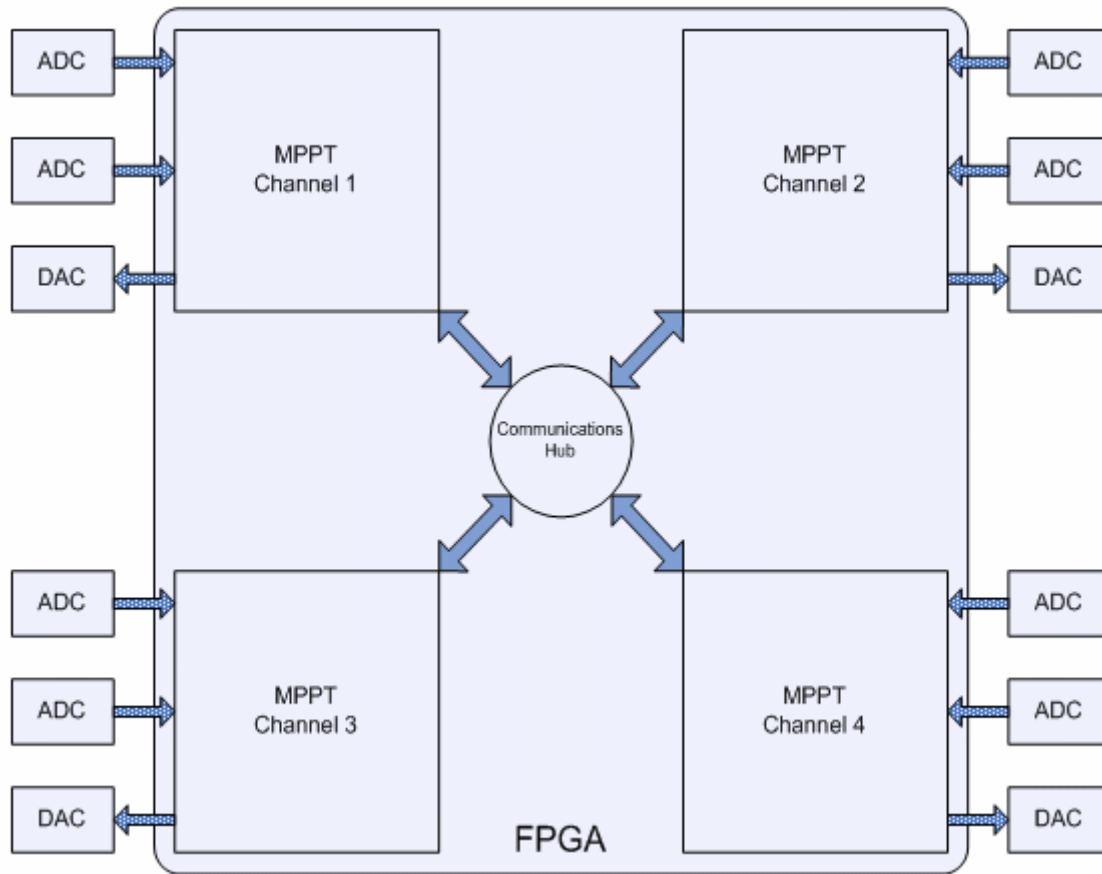 ADC
ADC
DAC
MPPT
Channel 1
MPPT
Channel 2
ADC
ADC
DAC
Communications
Hub
ADC
ADC
DAC
MPPT
Channel 3
MPPT
Channel 4
ADC
ADC
DAC
FPGA